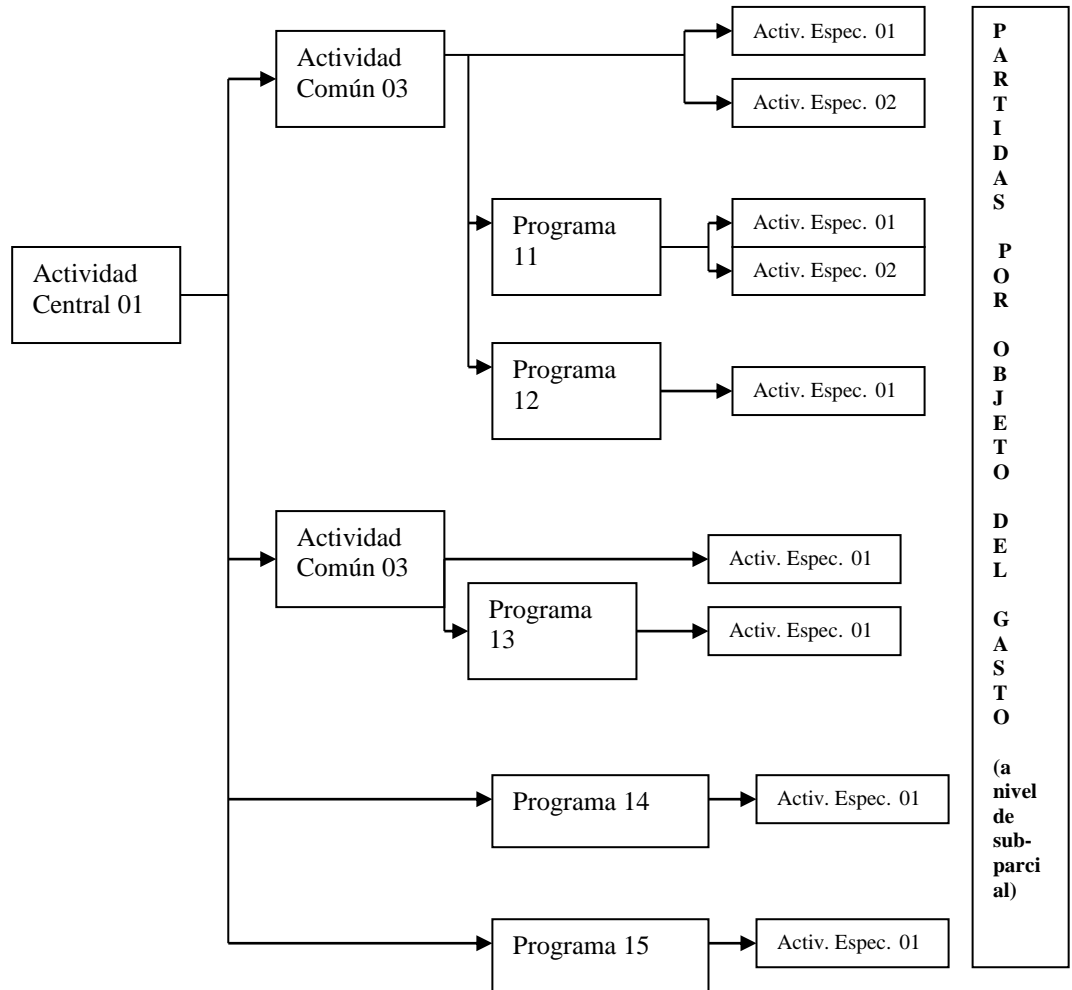 Actividad
Central 01
Actividad
Común 03
Activ. Espec. 01
Activ. Espec. 02
Programa
11
Activ. Espec. 01
Activ. Espec. 02
Programa
12
Activ. Espec. 01
Actividad
Común 03
Activ. Espec. 01
Programa
13
Activ. Espec. 01
Programa 14
Activ. Espec. 01
Programa 15
Activ. Espec. 01
P
A
R
T
I
D
A
S
P
O
R
O
B
J
E
T
O
D
E
L
G
A
S
T
O
(a
nivel
de
sub-
parci
al)